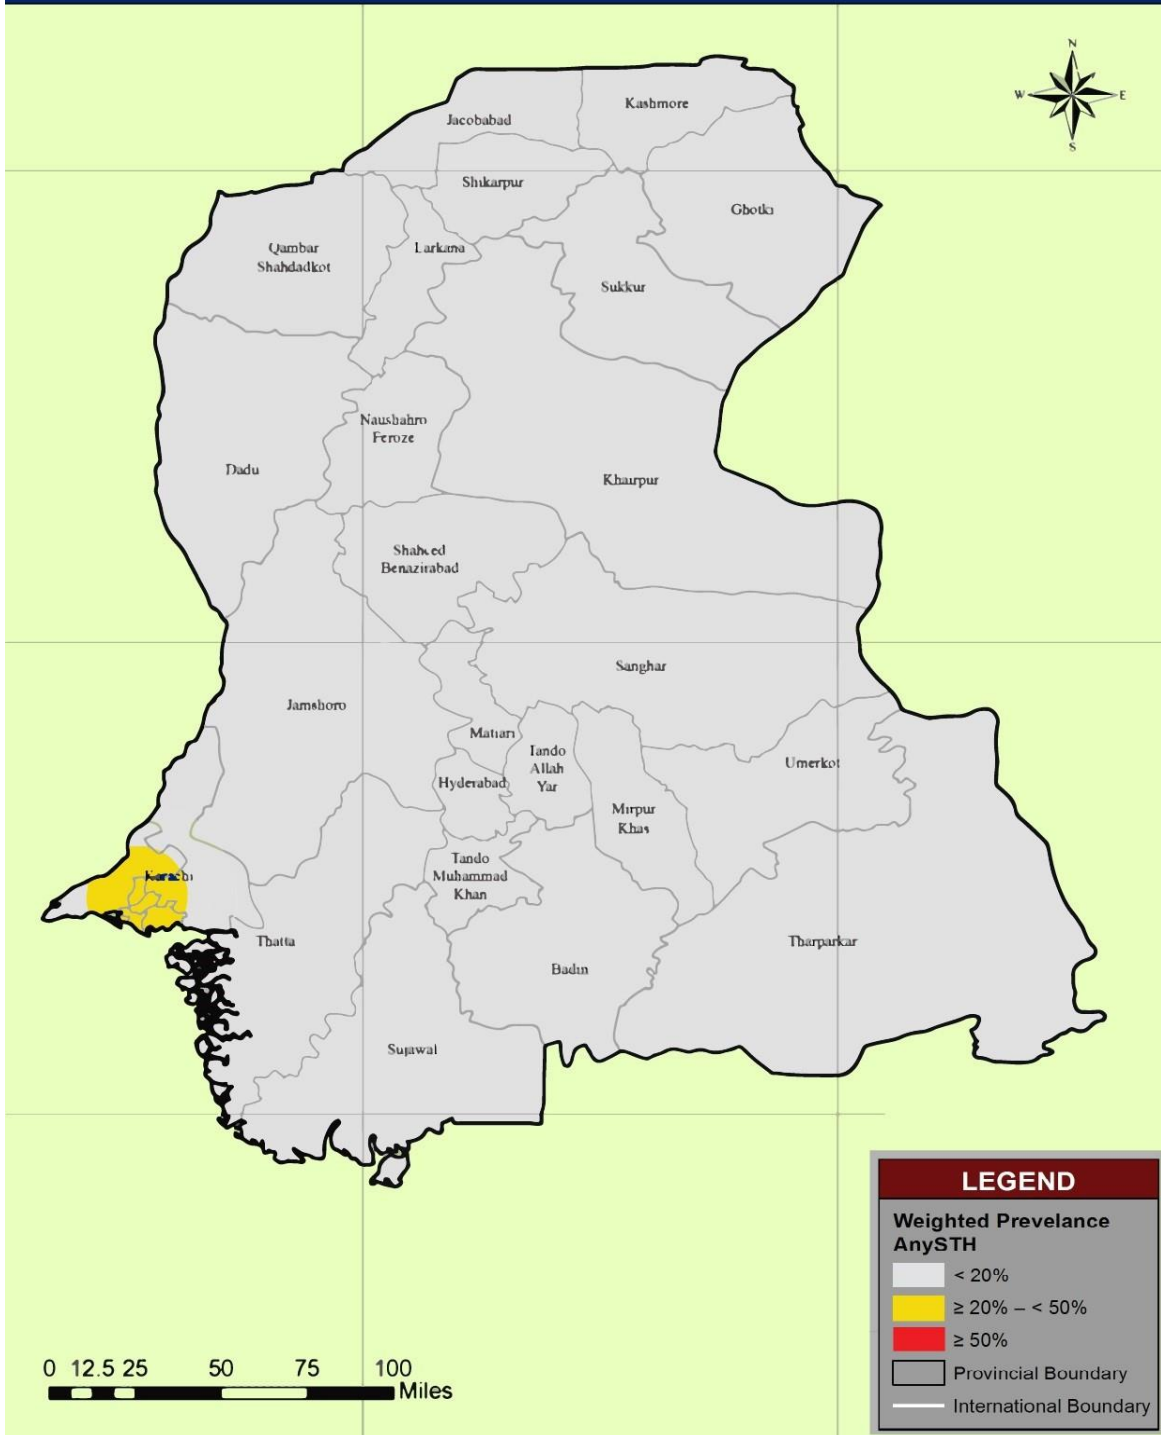 N
W
E
S
Kashmore
Jacobabad
Shikarpur
Ghotki
Qambar
Shahdadkot
Larkana
Sukkur
Naushahro
Feroze
Dadu
Khairpur
Shaheed
Benazirabad
Sanghar
Jamshoro
Matiari
Tando
Allah
Yar
Umerkot
Hyderabad
Mirpur
Khas
Tando
Muhammad
Khan
Karachi
Thatta
Tharparkar
Badin
Sujawal
LEGEND
Weighted Prevelance
AnySTH
< 20%
≥ 20% – < 50%
≥ 50%
Provincial Boundary
International Boundary
0 12.5 25 50 75 100
Miles